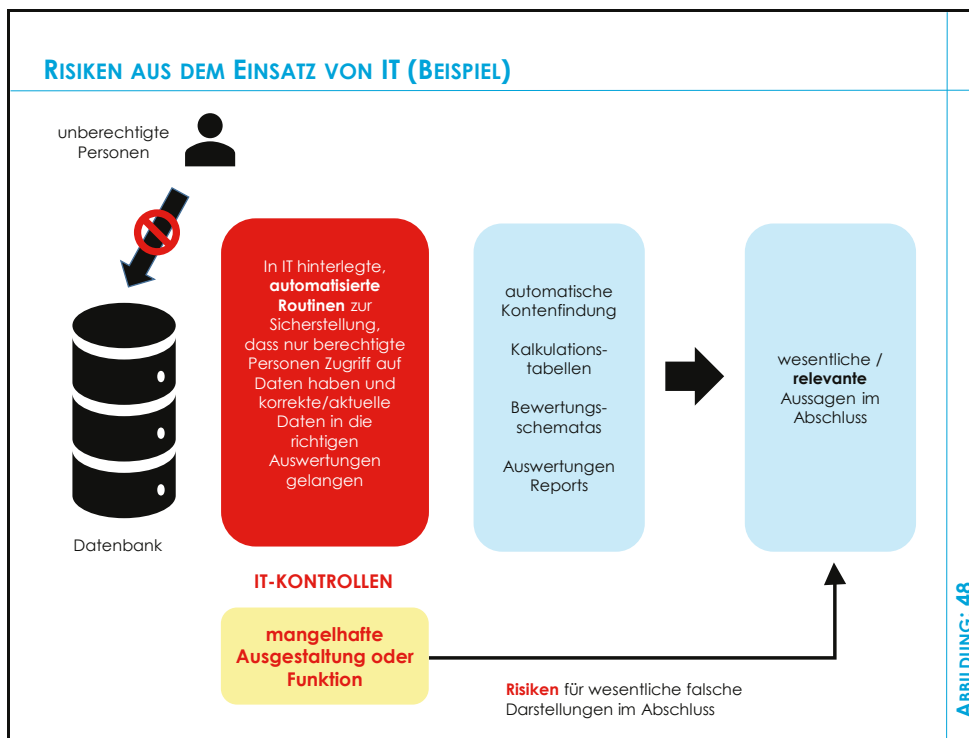 RISIKEN AUS DEM EINSATZ VON IT (BEISPIEL)
unberechtigte
Personen
Datenbank
In IT hinterlegte,
automatisierte
Routinen zur
Sicherstellung,
dass nur berechtigte
Personen Zugriff auf
Daten haben und
korrekte/aktuelle
Daten in die
richtigen
Auswertungen
gelangen
IT-KONTROLLEN
mangelhafte
Ausgestaltung oder
Funktion
automatische
Kontenfindung
Kalkulations-
tabellen
Bewertungs-
schematas
Auswertungen
Reports
wesentliche /
relevante
Aussagen im
Abschluss
Risiken für wesentliche falsche
Darstellungen im Abschluss
ABBILDUNG: 48